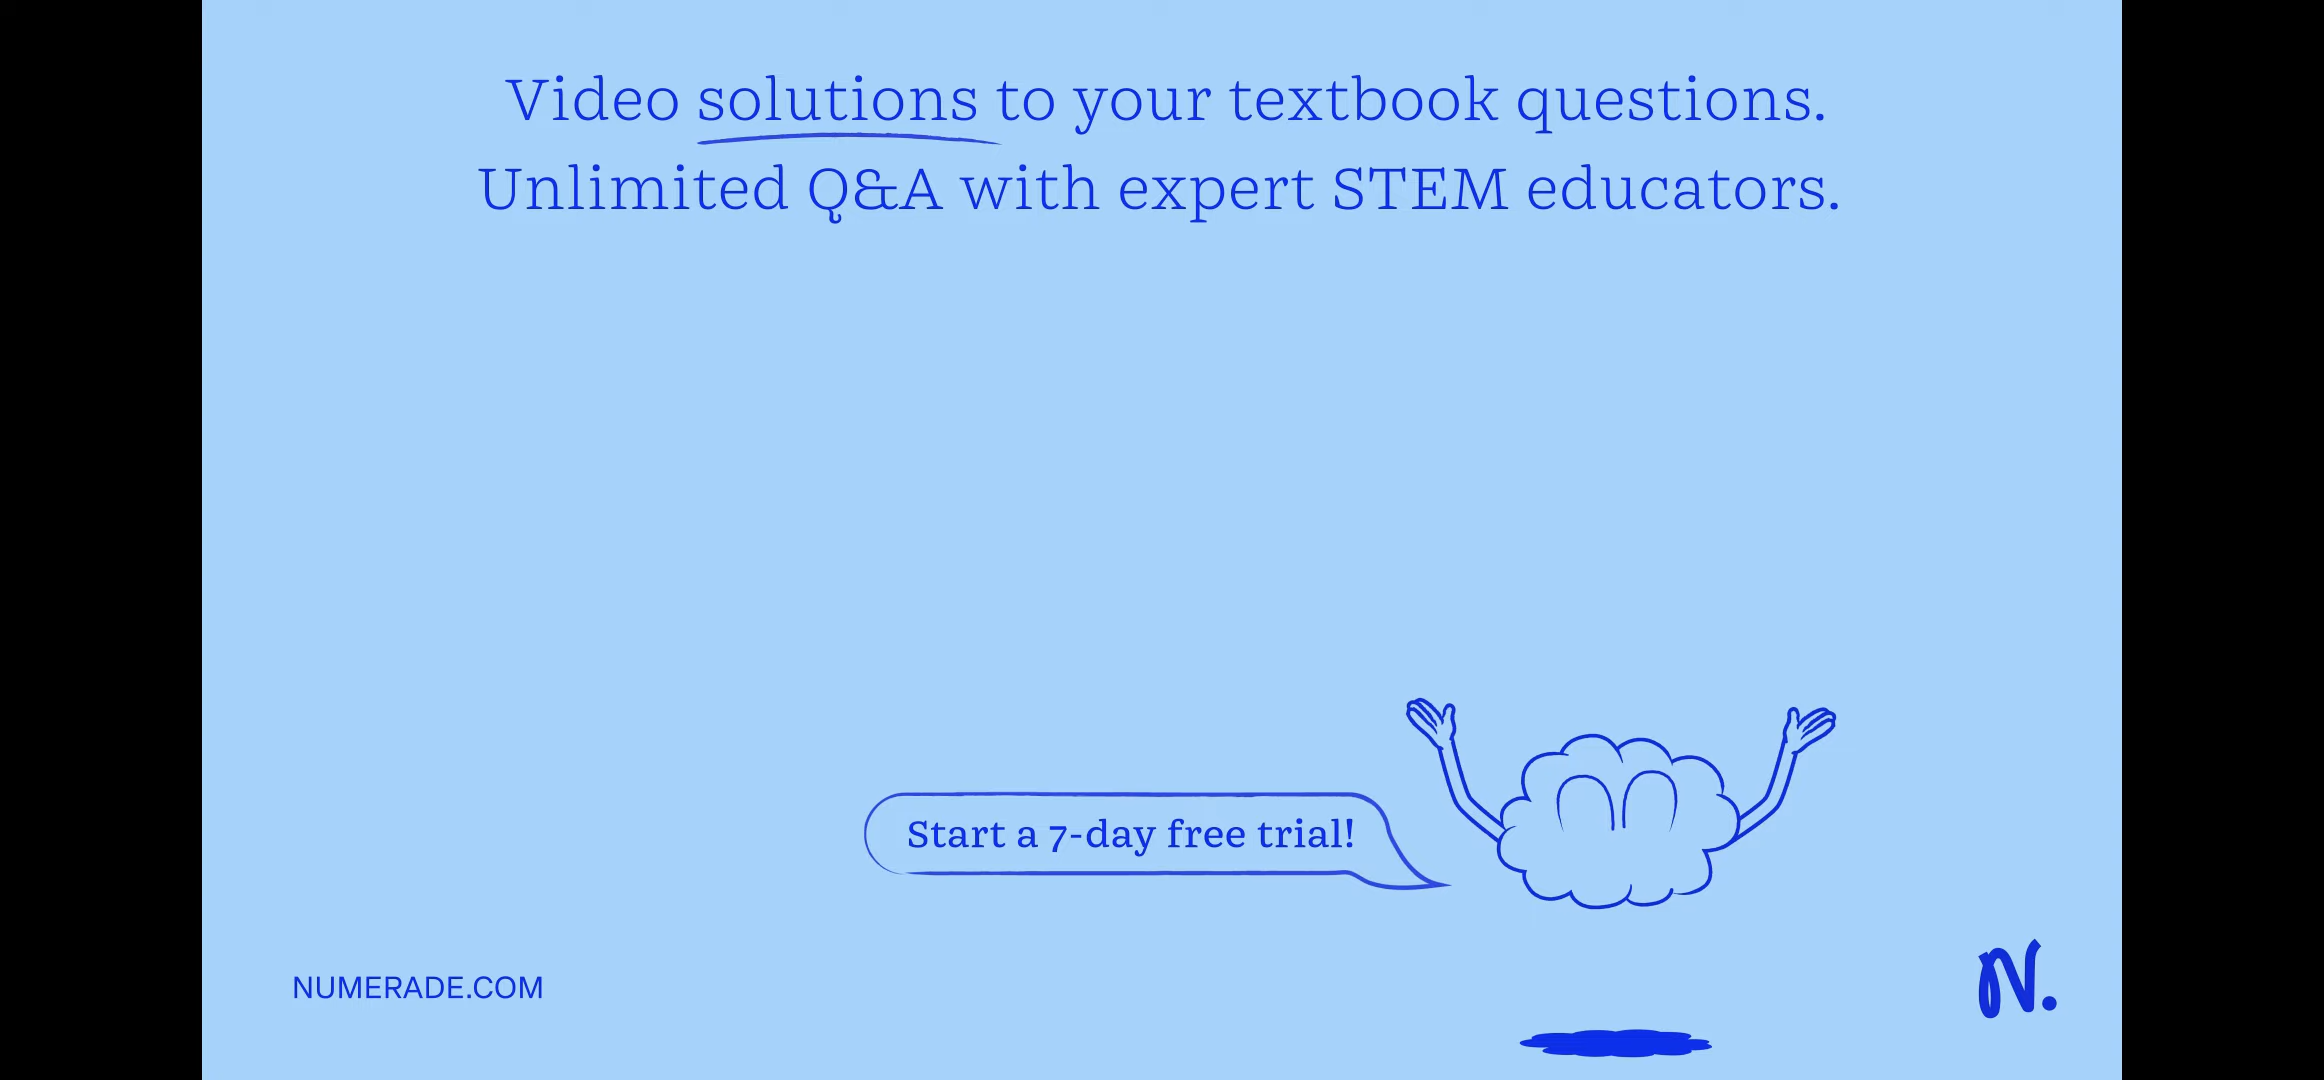 Video solutions to your textbook questions.
Unlimited Q&A with expert STEM educators.
Start a 7-day free trial!
NUMERADE.COM
N.